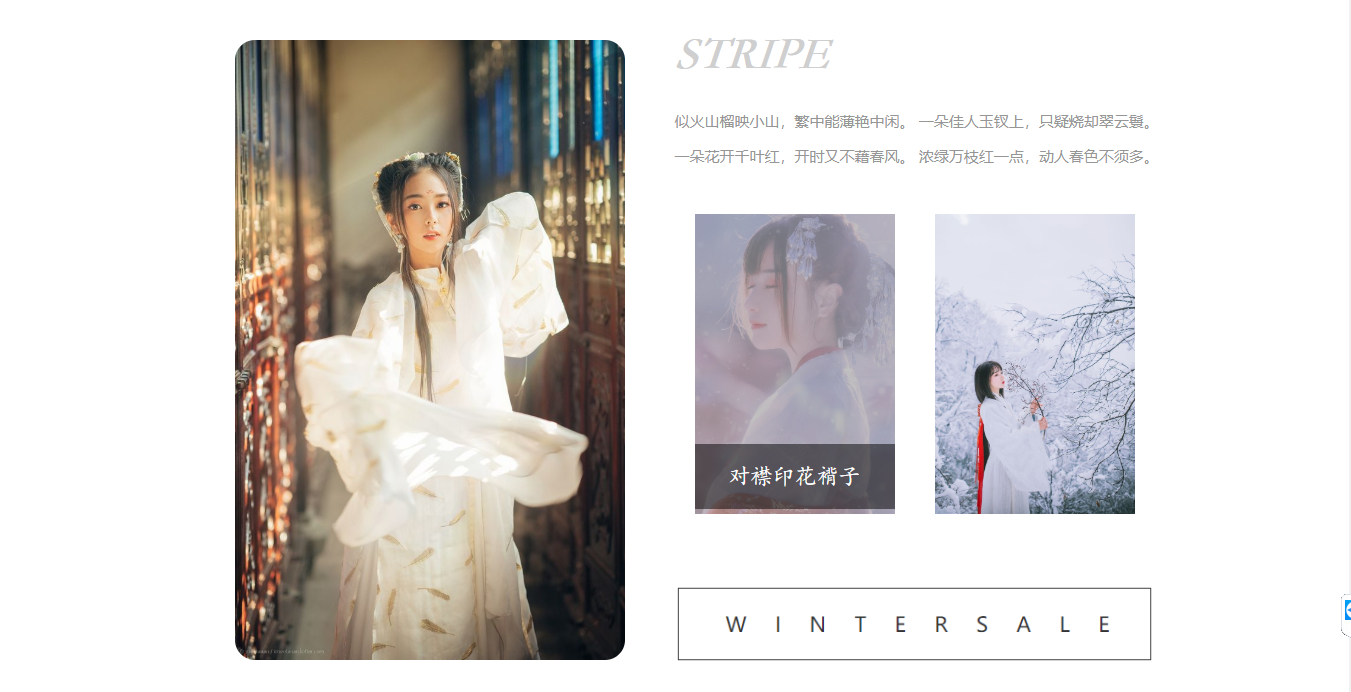 STRIPE
似火山榴映小山，繁中能薄艳中闲。 一朵佳人玉钗上，只疑烧却翠云鬟。
一朵花开千叶红，开时又不藉春风。 浓绿万枝红一点，动人春色不须多。
对襟印花褙子
WINTERSALE